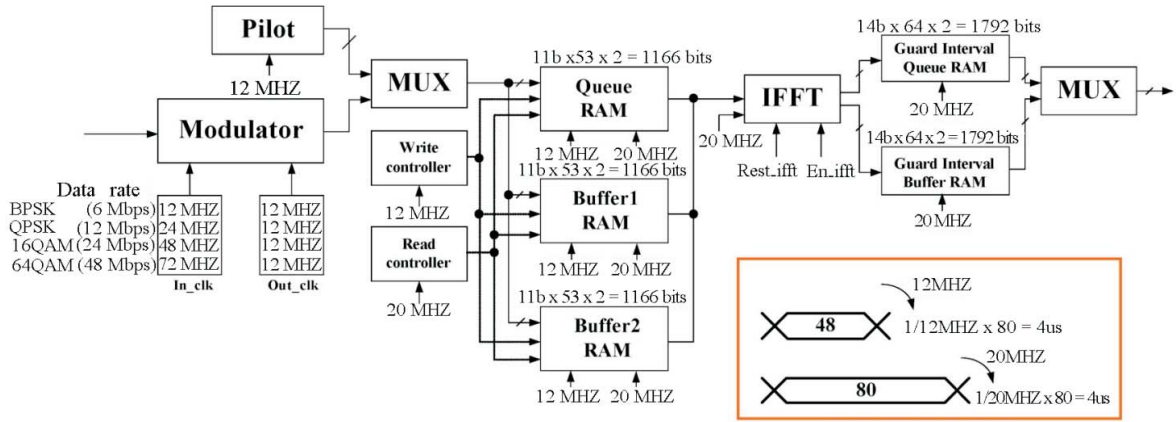 Pilot
12 MHZ
MUX
Modulator
Data rate
BPSK (6 Mbps) 12 MHZ 12 MHZ
QPSK (12 Mbps) 24 MHZ 12 MHZ
16QAM (24 Mbps) 48 MHZ 12 MHZ
64QAM (48 Mbps) 72 MHZ 12 MHZ
In_clk Out_clk
Write
controller
12 MHZ
Read
controller
20 MHZ
11b x53 x 2 = 1166 bits
Queue
RAM
12 MHZ 20 MHZ
11b x 53 x 2 = 1166 bits
Buffer1
RAM
12 MHZ 20 MHZ
11b x 53 x 2 = 1166 bits
Buffer2
RAM
12 MHZ 20 MHZ
IFFT
20 MHZ
Rest_ifft En_ifft
14b x 64 x 2 = 1792 bits
Guard Interval
Queue RAM
20 MHZ
14b x 64 x 2 = 1792 bits
Guard Interval
Buffer RAM
20 MHZ
MUX
12MHZ
48
1/12MHZ x 80 = 4us
20MHZ
80
1/20MHZ x 80 = 4us